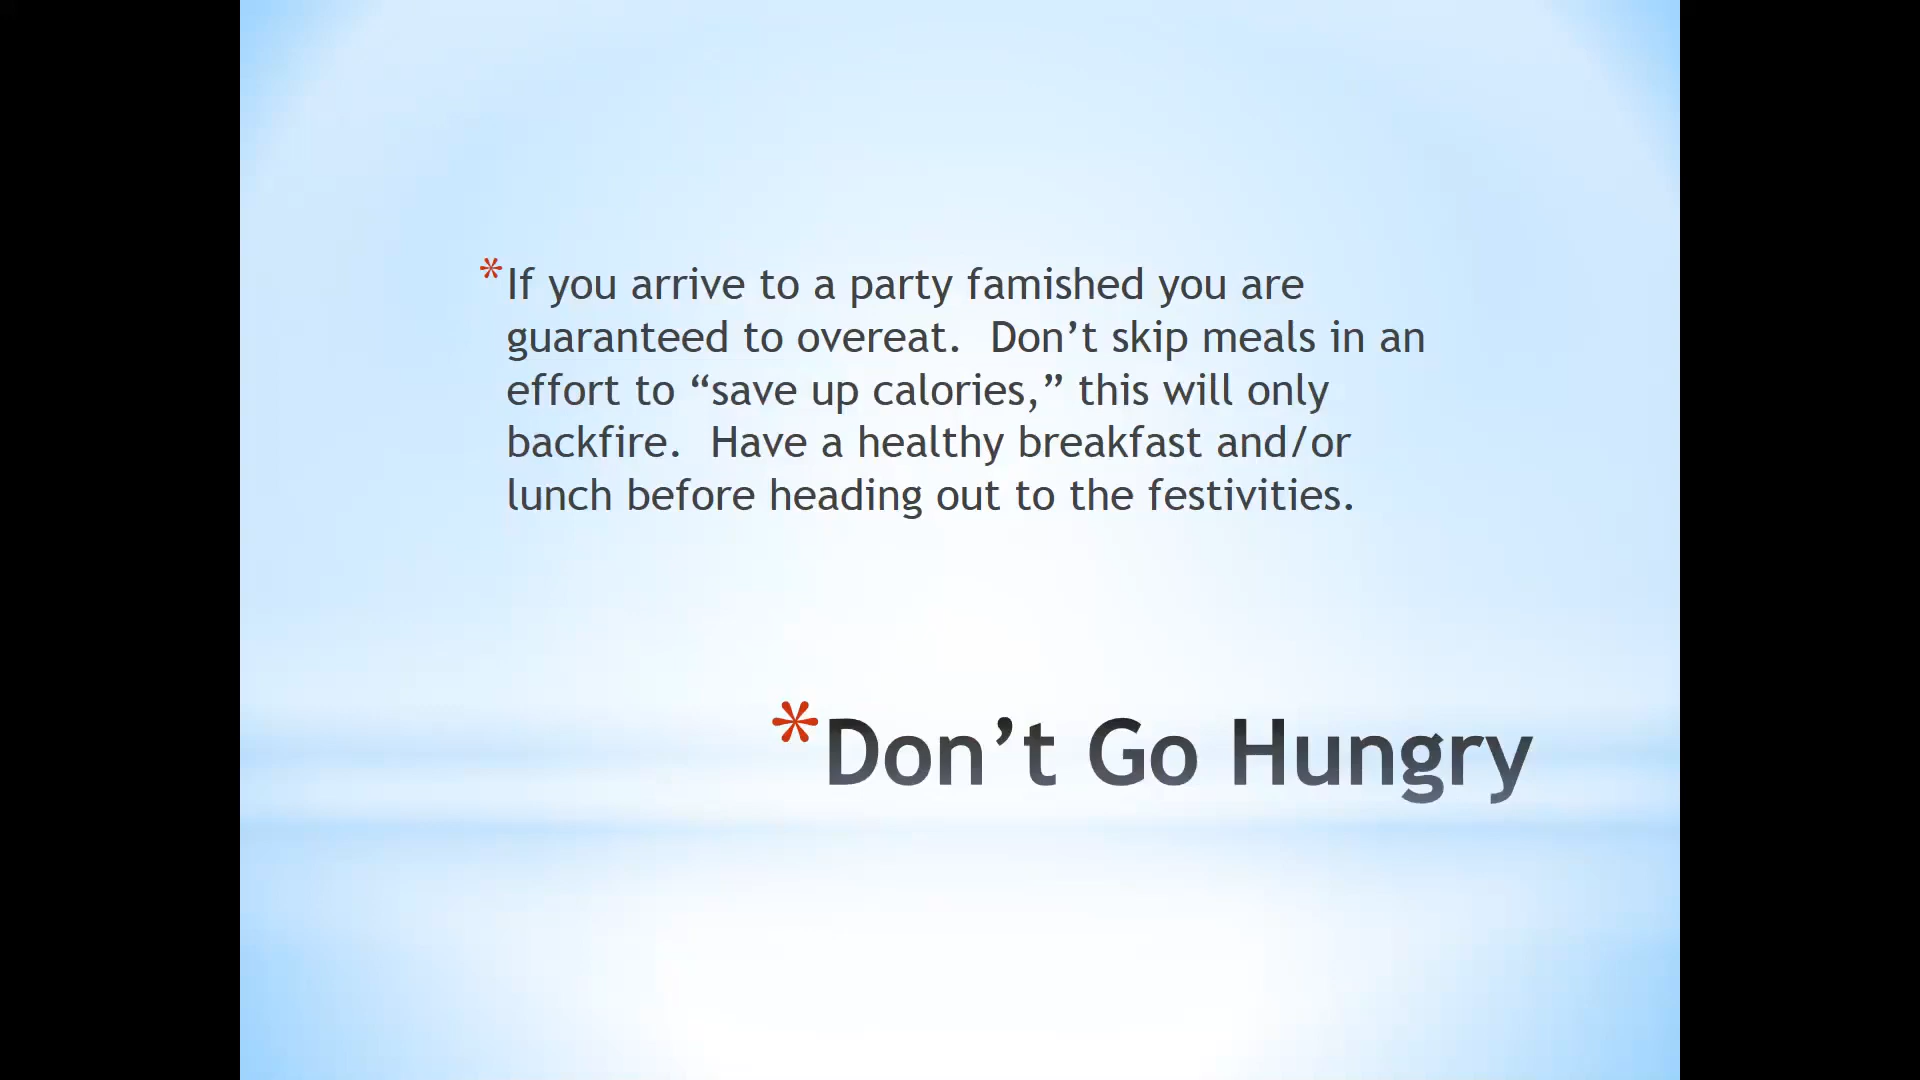 *If you arrive to a party famished you are
guaranteed to overeat.  Don’t skip meals in an
effort to “save up calories,” this will only
backfire.  Have a healthy breakfast and/or
lunch before heading out to the festivities.
*Don’t Go Hungry